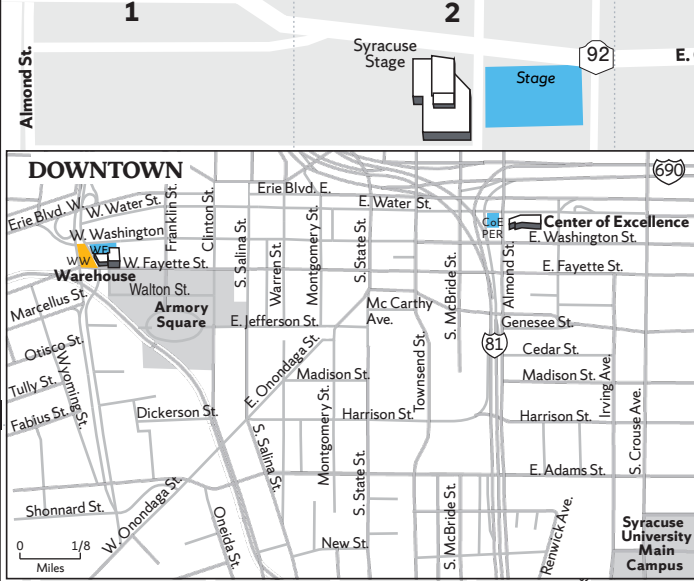 1
2
Almond St.
Syracuse
Stage
Stage
92
E.
DOWNTOWN
690
Erie Blvd. W.
W. Water St.
Franklin St.
Clinton St.
Erie Blvd. E.
E. Water St.
W. Washington
CoE
PER
Center of Excellence
E. Washington St.
WW
WE
Warehouse
W. Fayette St.
S. Salina St.
Warren St.
Montgomery St.
S. State St.
S. McBride St.
Almond St.
E. Fayette St.
Marcellus St.
Walton St.
Armory
Square
Mc Carthy
Ave.
E. Jefferson St.
Genesee St.
81
Otisco St.
Wyoming St.
E. Onondaga St.
Townsend St.
Cedar St.
Tully St.
Madison St.
Madison St.
Irving Ave.
S. Crouse Ave.
Fabius St.
Dickerson St.
Harrison St.
Harrison St.
S. Salina St.
Montgomery St.
S. State St.
E. Adams St.
Shonnard St.
W. Onondaga St.
Oneida St.
S. McBride St.
Renwick Ave.
New St.
Syracuse
University
Main
Campus
0 1/8
Miles